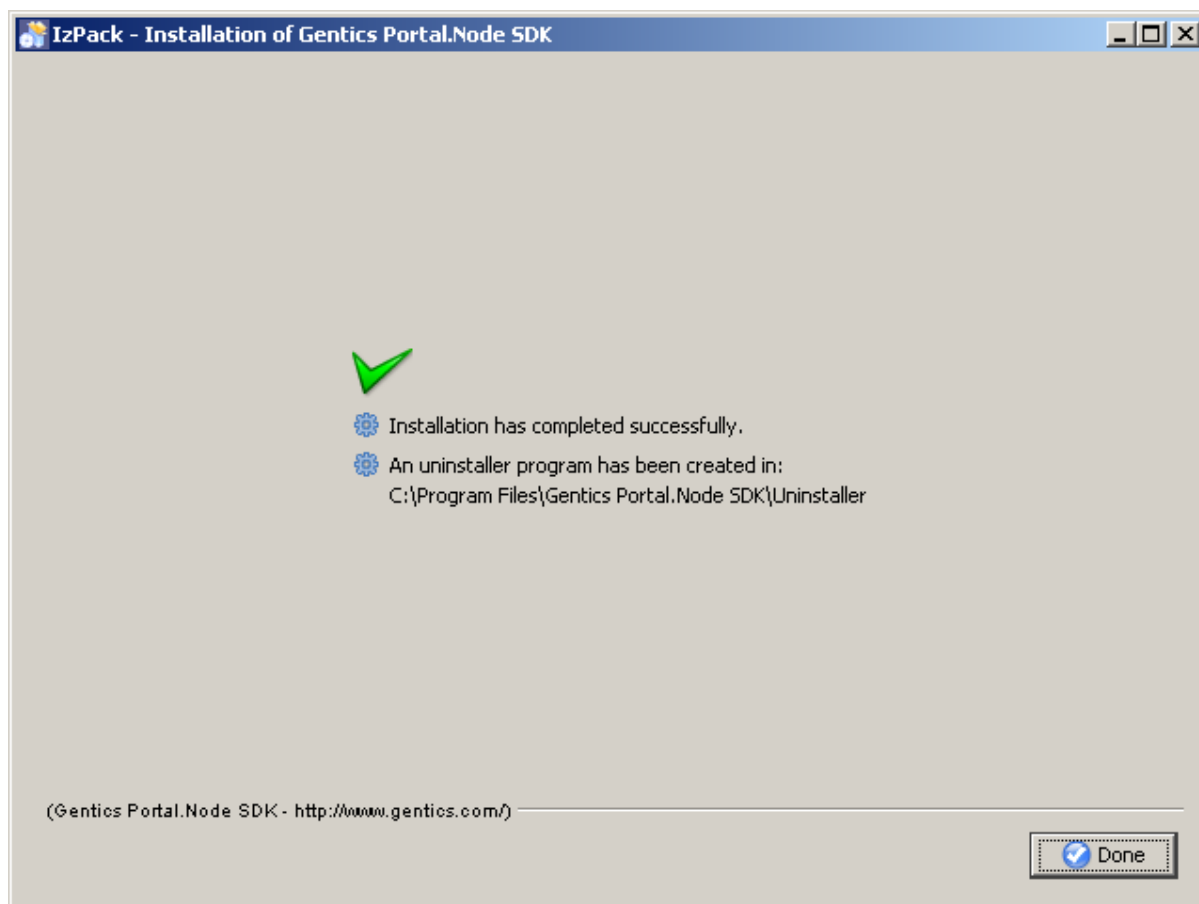 IzPack - Installation of Gentics Portal.Node SDK
Installation has completed successfully.
An uninstaller program has been created in:
C:\Program Files\Gentics Portal.Node SDK\Uninstaller
(Gentics Portal.Node SDK - http://www.gentics.com/)
Done